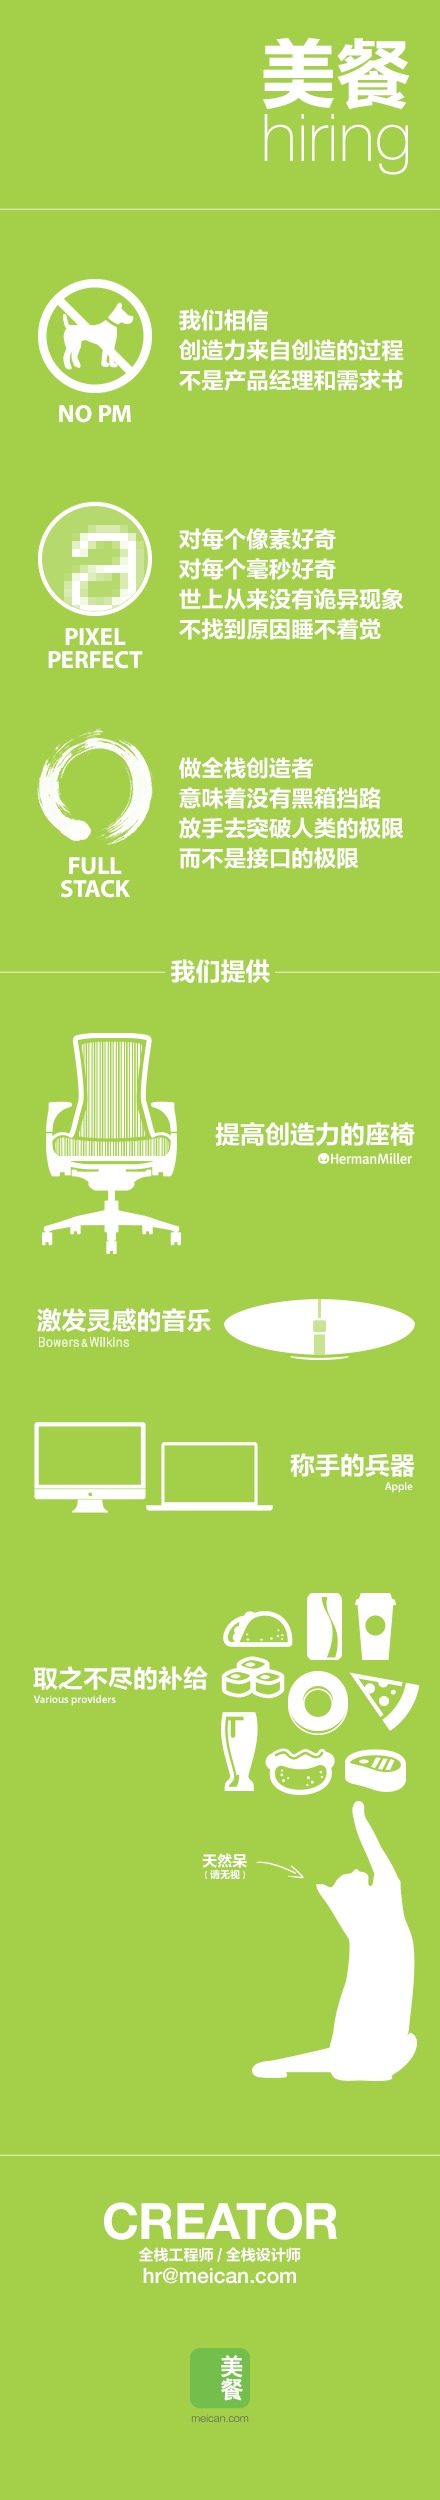 美餐
hiring
我们相信
创造力来自创造的过程
不是产品经理和需求书
NO PM
a
对每个像素好奇
对每个毫秒好奇
世上从来没有诡异现象
不找到原因睡不着觉
PIXEL
PERFECT
做全栈创造者
意味着没有黑箱挡路
放手去突破人类的极限
而不是接口的极限
FULL
STACK
我们提供
提高创造力的座椅
HermanMiller
激发灵感的音乐
Bowers & Wilkins
称手的兵器
Apple
取之不尽的补给
Various providers
天然呆
（请无视）
CREATOR
全栈工程师 / 全栈设计师
hr@meican.com
美
餐
meican.com